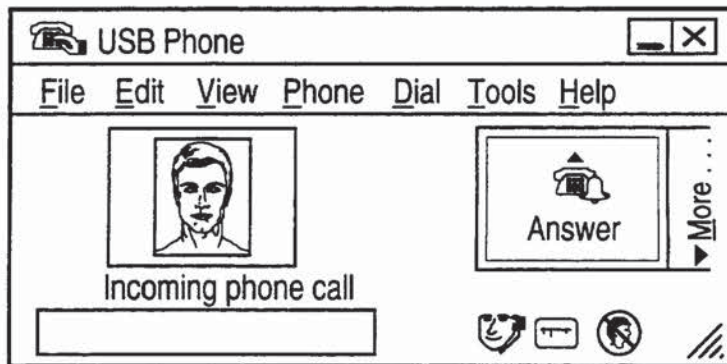 USB Phone
File Edit View Phone Dial Tools Help
Answer
More . . .
Incoming phone call